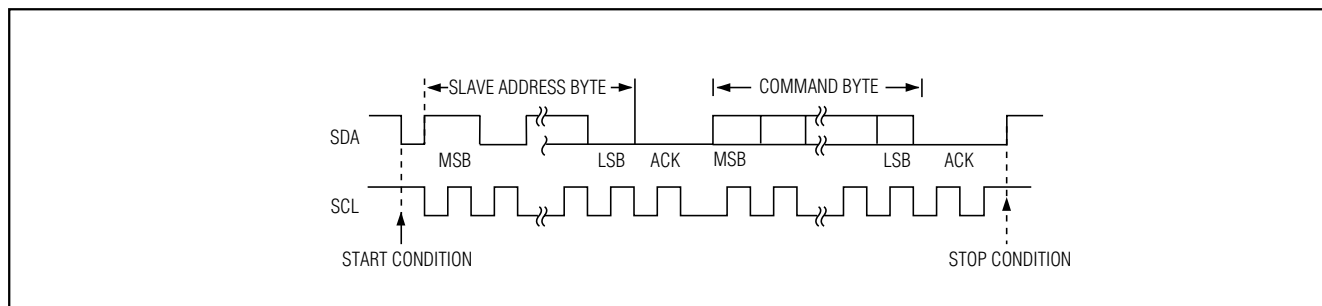 SLAVE ADDRESS BYTE COMMAND BYTE
SDA
MSB LSB ACK MSB LSB ACK
SCL
START CONDITION STOP CONDITION